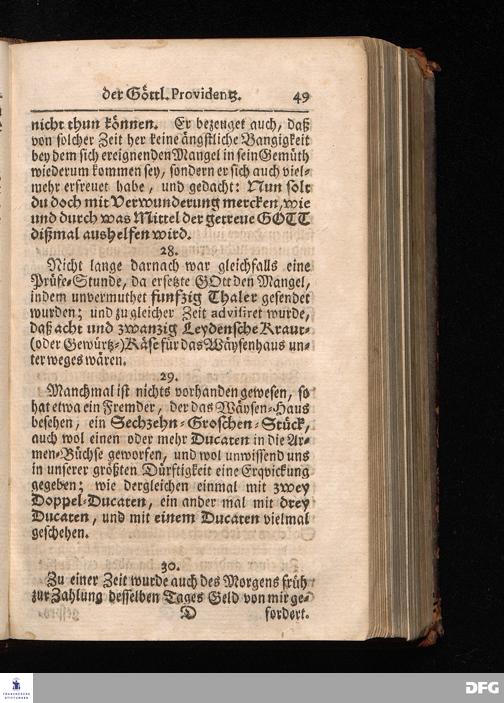 der Göttl. Providentz. 49
nicht thun können. Er bezeuget auch, daß
von solcher Zeit her keine ängstliche Bangigkeit
bey dem sich ereignenden Mangel in sein Gemüth
wiederum kommen sey, sondern er sich auch viel-
mehr erfreuet habe, und gedacht: Nun solt
du doch mit Verwunderung mercken, wie
und durch was Mittel der getreue GOTT
dißmal aushelfen wird.
28.
Nicht lange darnach war gleichfalls eine
Prüfe-Stunde, da ersetzte GOtt den Mangel,
indem unvermuthet funfzig Thaler gesendet
wurden; und zu gleicher Zeit advisiret wurde,
daß acht und zwanzig Leydensche Kraut-
(oder Gewürtz-) Käse für das Wäysenhaus un-
terweges wären.
29.
Manchmal ist nichts vorhanden gewesen, so
hat etwa ein Fremder, der das Wäysen-Haus
besehen, ein Sechzehn-Groschen-Stück,
auch wol einen oder mehr Ducaten in die Ar-
men-Büchse geworfen, und wol unwissend uns
in unserer größten Dürftigkeit eine Erqvickung
gegeben; wie dergleichen einmal mit zwey
Doppel-Ducaten, ein ander mal mit drey
Ducaten, und mit einem Ducaten vielmal
geschehen.
30.
Zu einer Zeit wurde auch des Morgens früh
zur Zahlung desselben Tages Geld von mir ge-
D fordert.
FRANCKESCHE
STIFTUNGEN
DFG